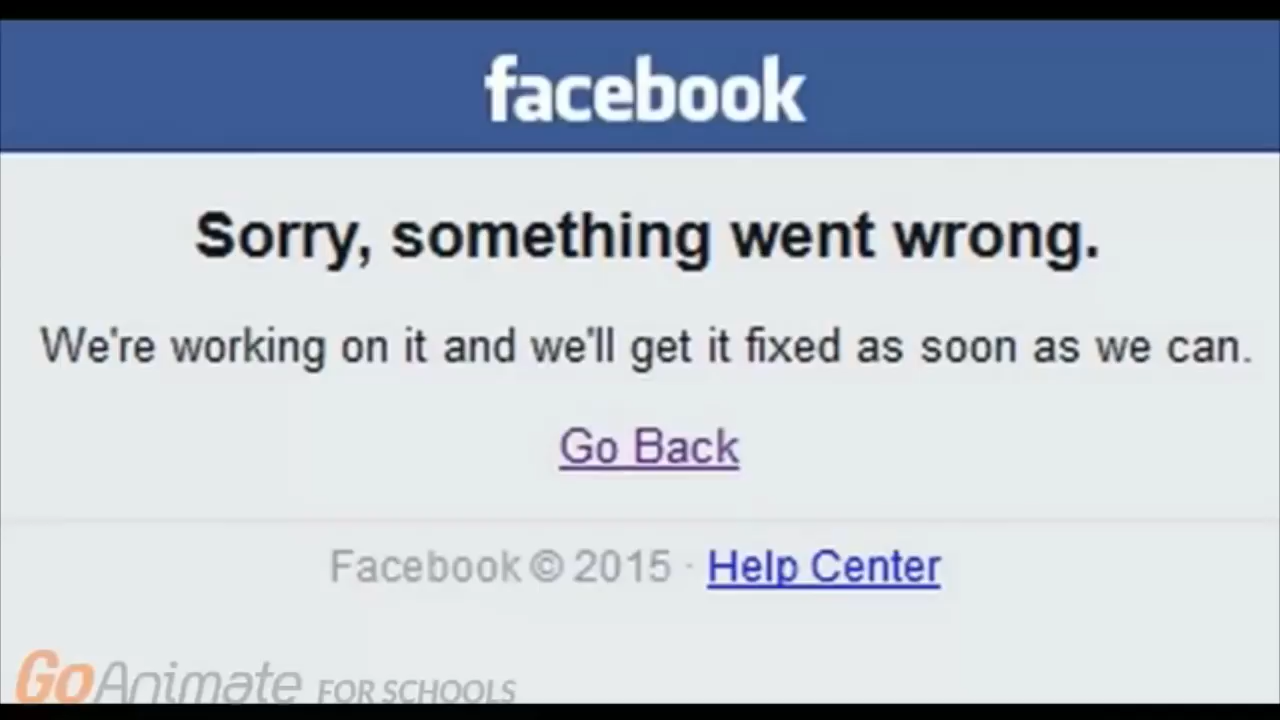 facebook
Sorry, something went wrong.
We're working on it and we'll get it fixed as soon as we can.
Go Back
Facebook © 2015 · Help Center
GoAnimate FOR SCHOOLS